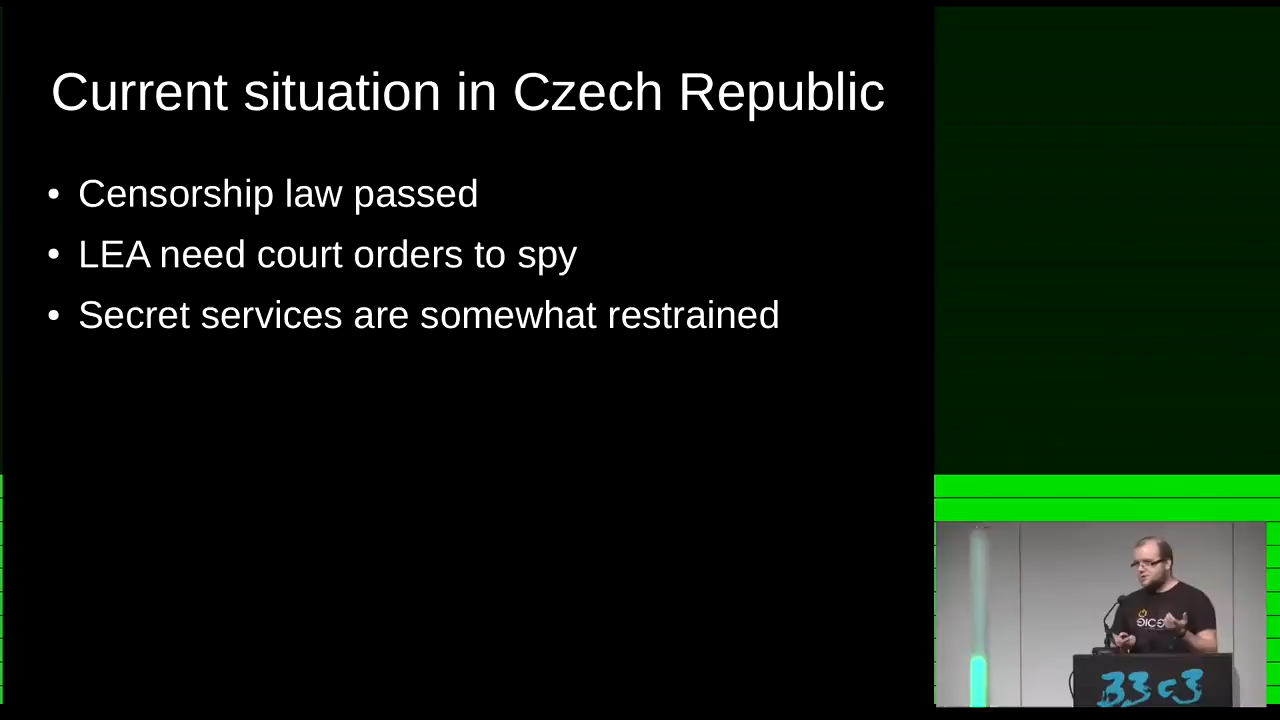 Current situation in Czech Republic
• Censorship law passed
• LEA need court orders to spy
• Secret services are somewhat restrained
33c3